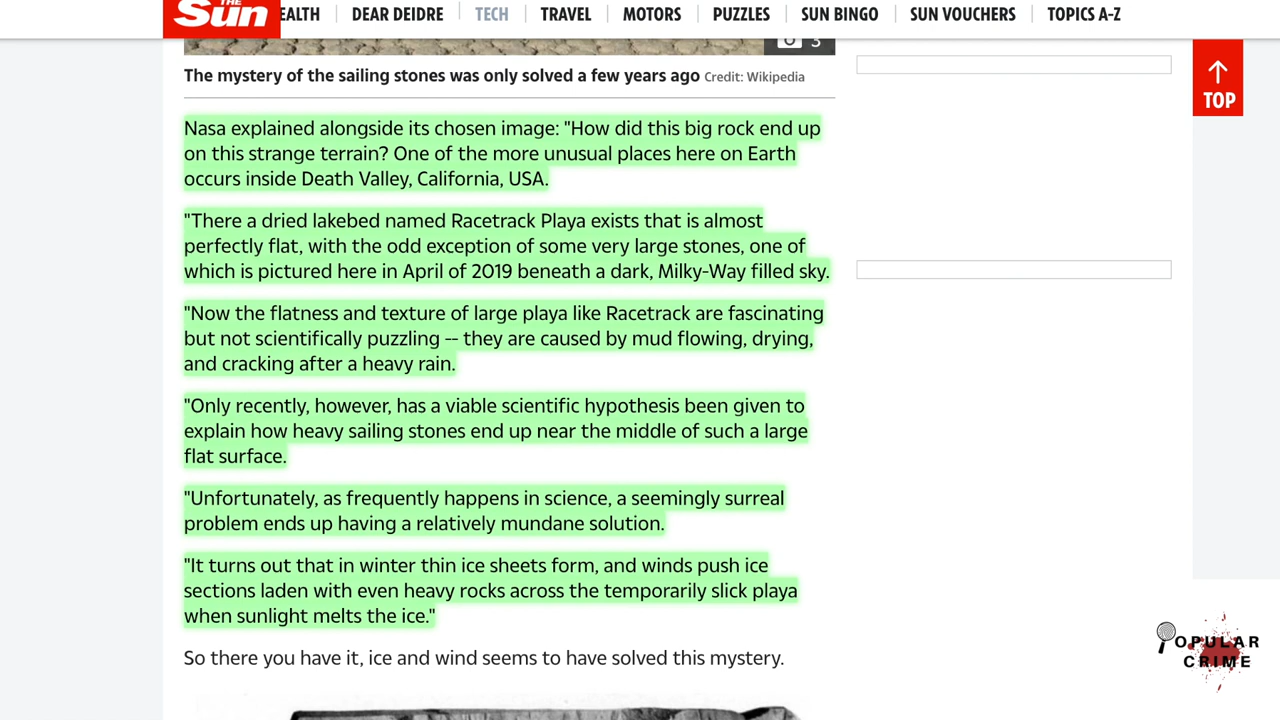 THE
Sun
EALTH
DEAR DEIDRE
TECH
TRAVEL
MOTORS
PUZZLES
SUN BINGO
SUN VOUCHERS
TOPICS A-Z
3
TOP
The mystery of the sailing stones was only solved a few years ago Credit: Wikipedia
Nasa explained alongside its chosen image: "How did this big rock end up
on this strange terrain? One of the more unusual places here on Earth
occurs inside Death Valley, California, USA.
"There a dried lakebed named Racetrack Playa exists that is almost
perfectly flat, with the odd exception of some very large stones, one of
which is pictured here in April of 2019 beneath a dark, Milky-Way filled sky.
"Now the flatness and texture of large playa like Racetrack are fascinating
but not scientifically puzzling -- they are caused by mud flowing, drying,
and cracking after a heavy rain.
"Only recently, however, has a viable scientific hypothesis been given to
explain how heavy sailing stones end up near the middle of such a large
flat surface.
"Unfortunately, as frequently happens in science, a seemingly surreal
problem ends up having a relatively mundane solution.
"It turns out that in winter thin ice sheets form, and winds push ice
sections laden with even heavy rocks across the temporarily slick playa
when sunlight melts the ice."
So there you have it, ice and wind seems to have solved this mystery.
POPULAR
CRIME